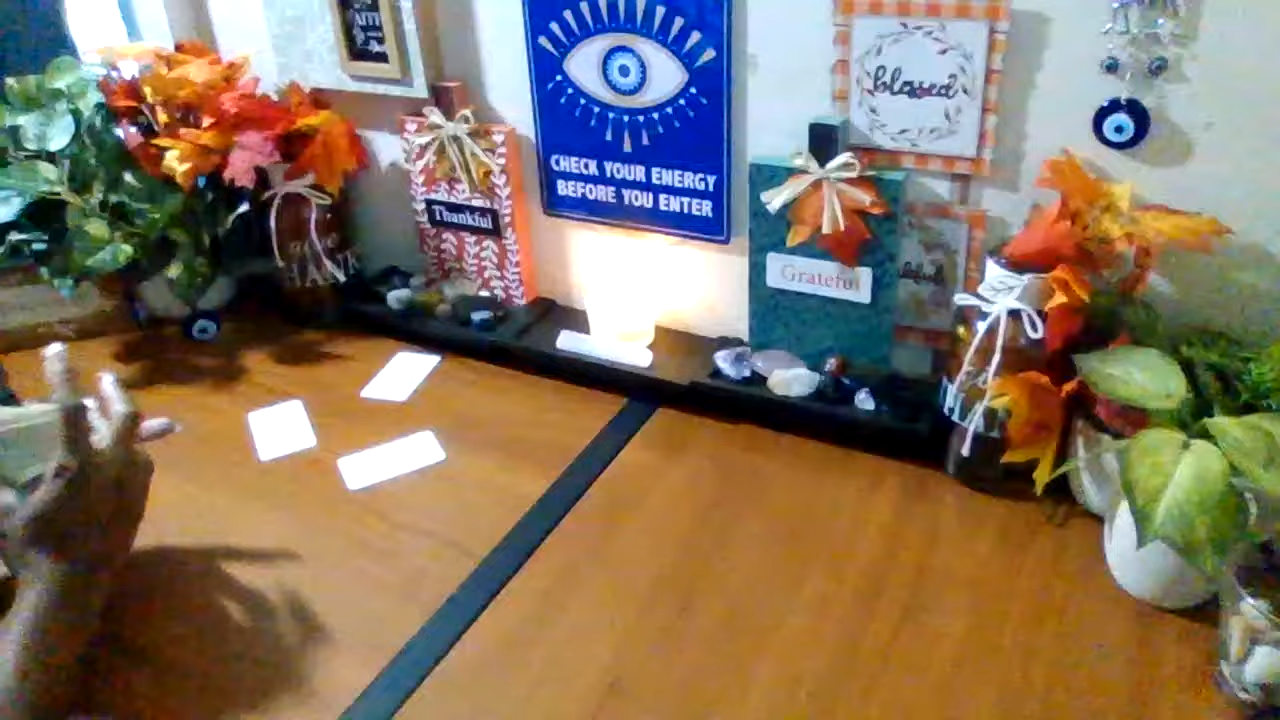 CHECK YOUR ENERGY
BEFORE YOU ENTER
blessed
Thankful
Grateful